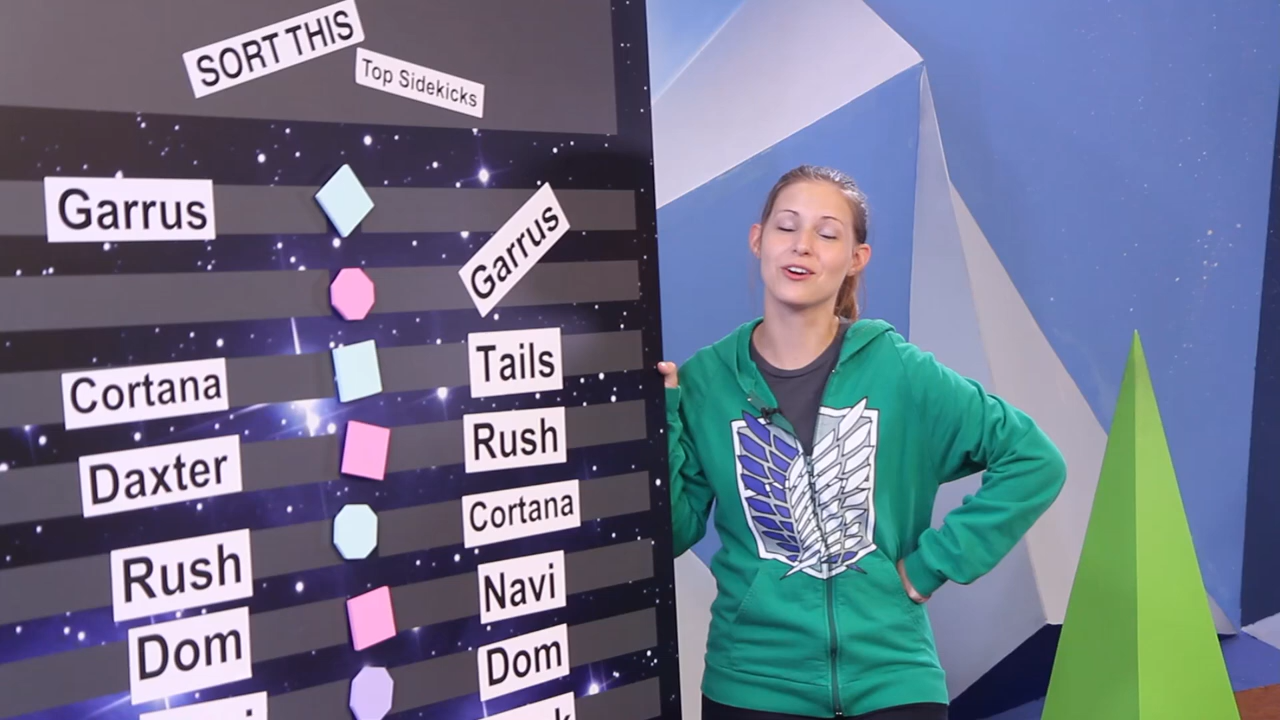 SORT THIS
Top Sidekicks
Garrus
Garrus
Tails
Cortana
Rush
Daxter
Cortana
Rush
Navi
Dom
Dom